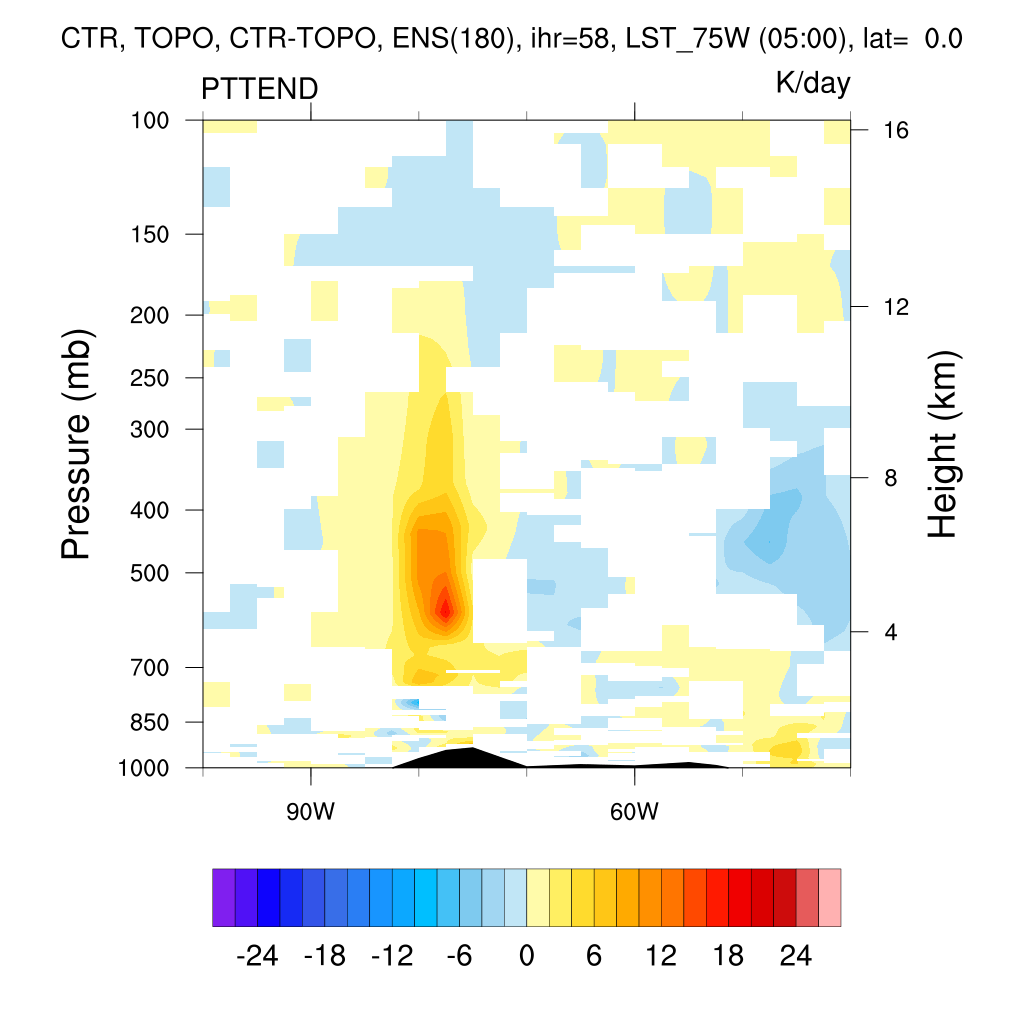 CTR, TOPO, CTR-TOPO, ENS(180), ihr=58, LST_75W (05:00), lat=  0.0
PTTEND K/day
100
150
200
250
300
400
500
700
850
1000
Pressure (mb)
16
12
8
4
Height (km)
90W 60W
-24 -18 -12 -6 0 6 12 18 24